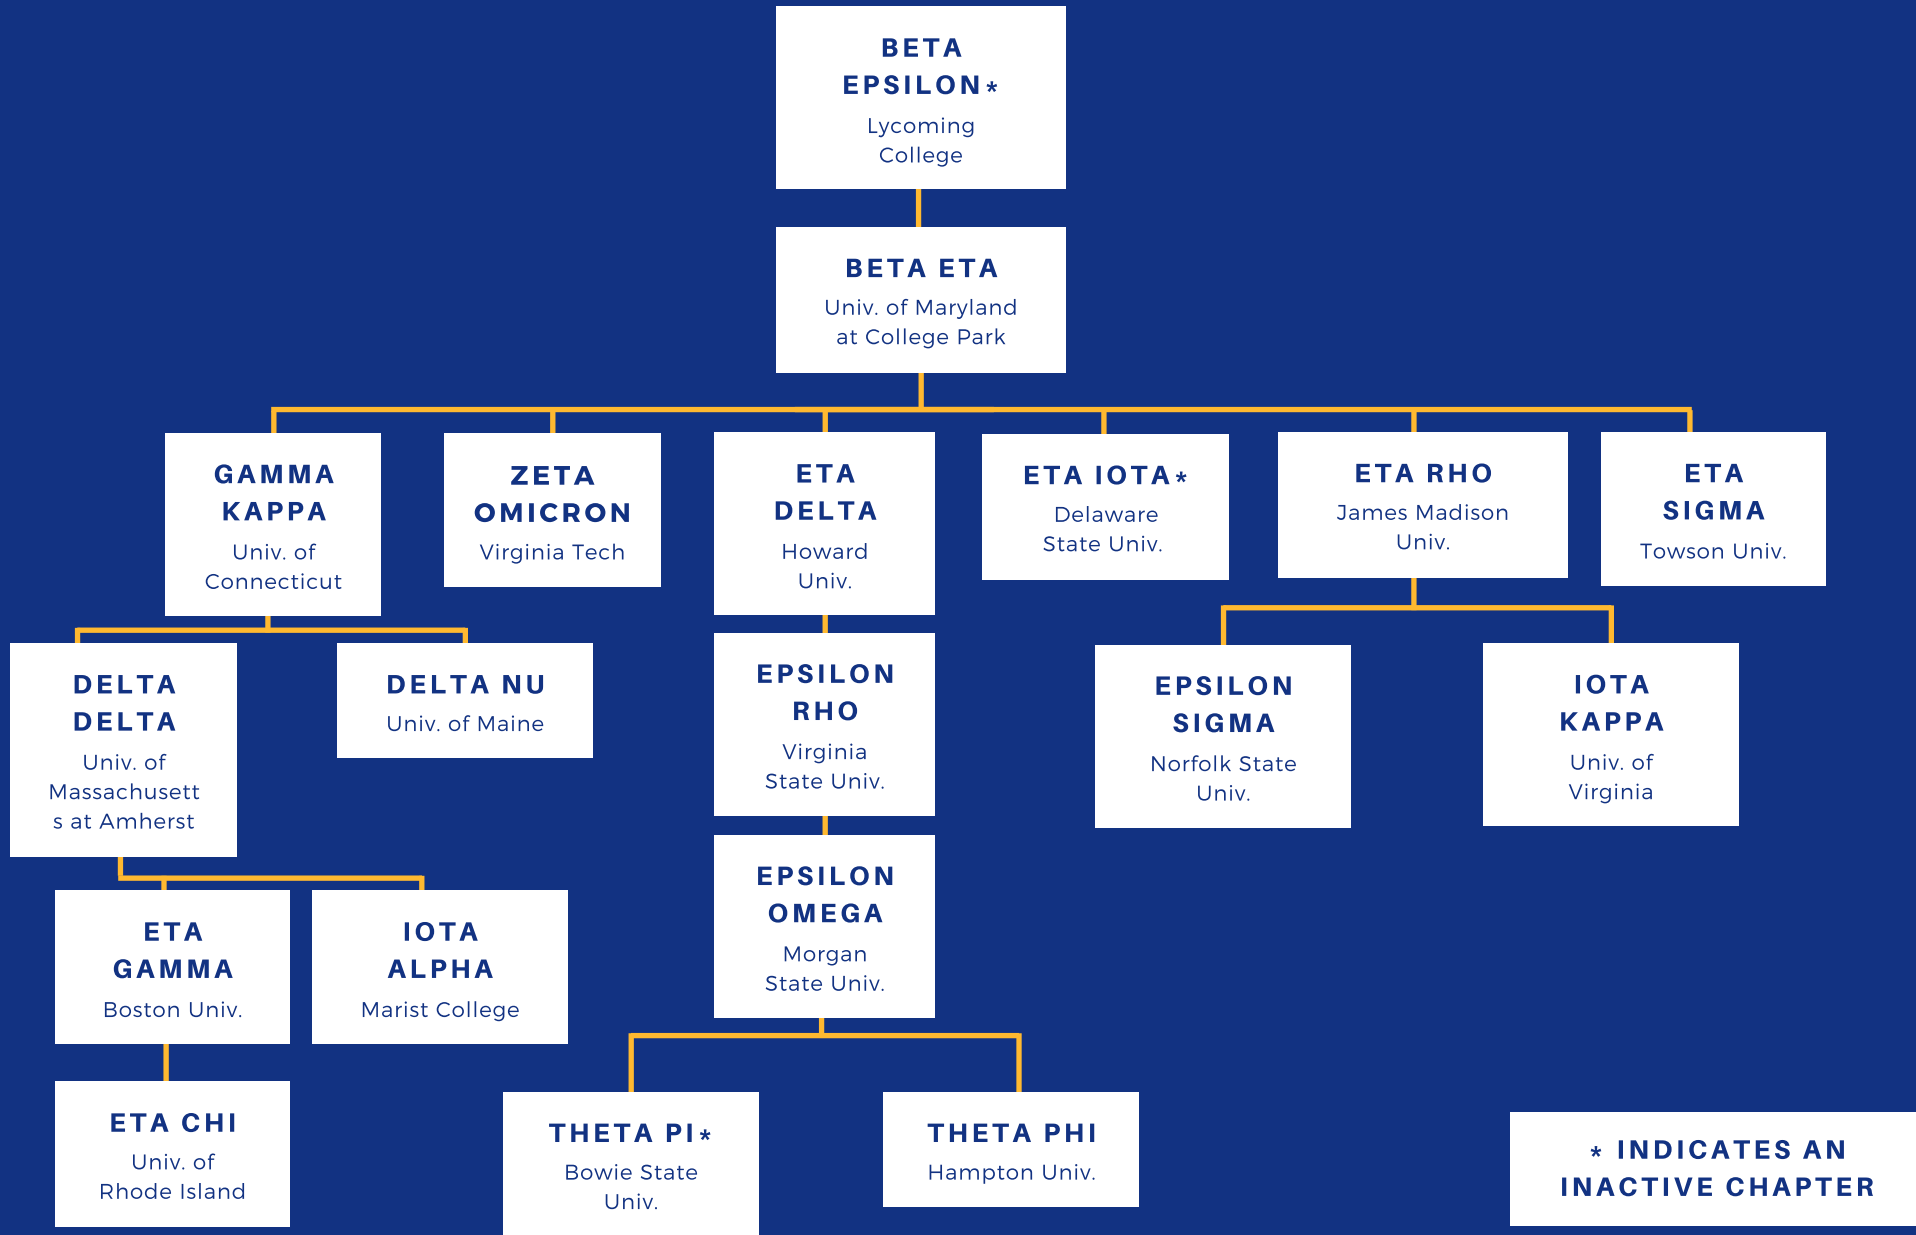 BETA
EPSILON*
Lycoming
College
BETA ETA
Univ. of Maryland
at College Park
GAMMA
KAPPA
Univ. of
Connecticut
ZETA
OMICRON
Virginia Tech
ETA
DELTA
Howard
Univ.
ETA IOTA*
Delaware
State Univ.
ETA RHO
James Madison
Univ.
ETA
SIGMA
Towson Univ.
DELTA
DELTA
Univ. of
Massachusett
s at Amherst
DELTA NU
Univ. of Maine
EPSILON
RHO
Virginia
State Univ.
EPSILON
SIGMA
Norfolk State
Univ.
IOTA
KAPPA
Univ. of
Virginia
ETA
GAMMA
Boston Univ.
IOTA
ALPHA
Marist College
EPSILON
OMEGA
Morgan
State Univ.
ETA CHI
Univ. of
Rhode Island
THETA PI*
Bowie State
Univ.
THETA PHI
Hampton Univ.
* INDICATES AN
INACTIVE CHAPTER